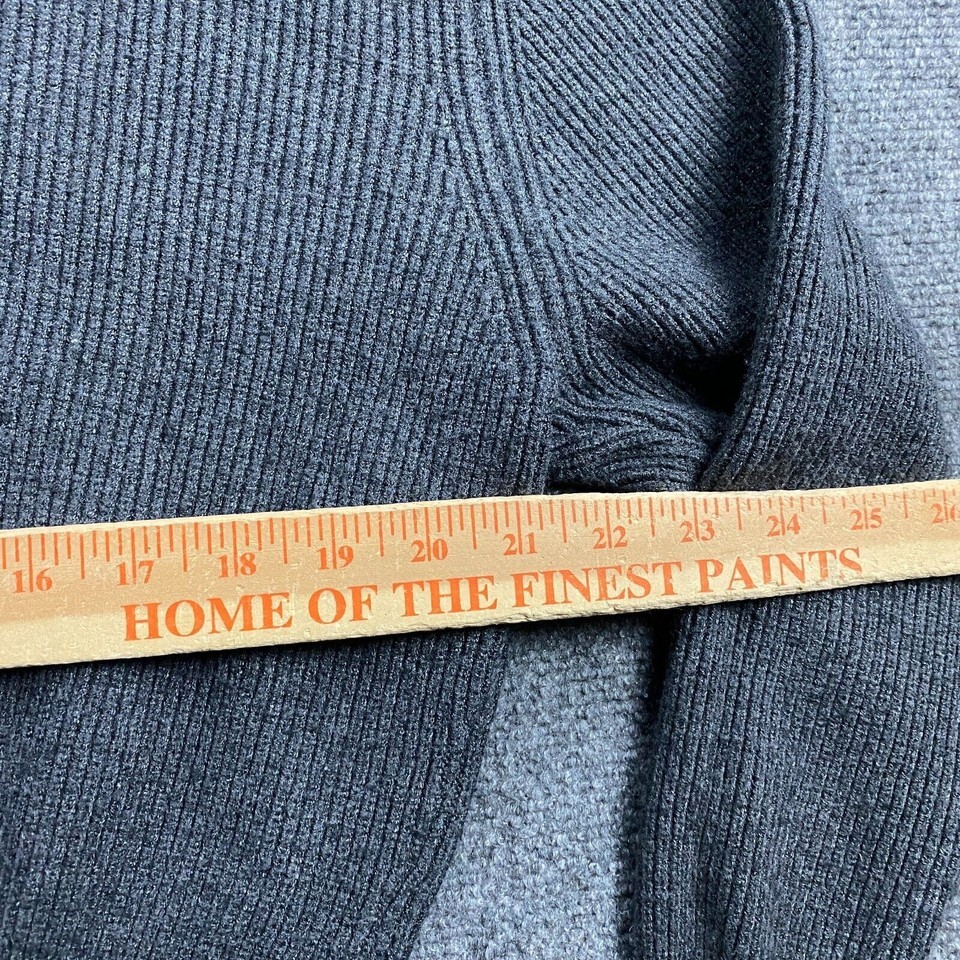 16 17 18 19 20 21 22 23 24 25 26
HOME OF THE FINEST PAINTS